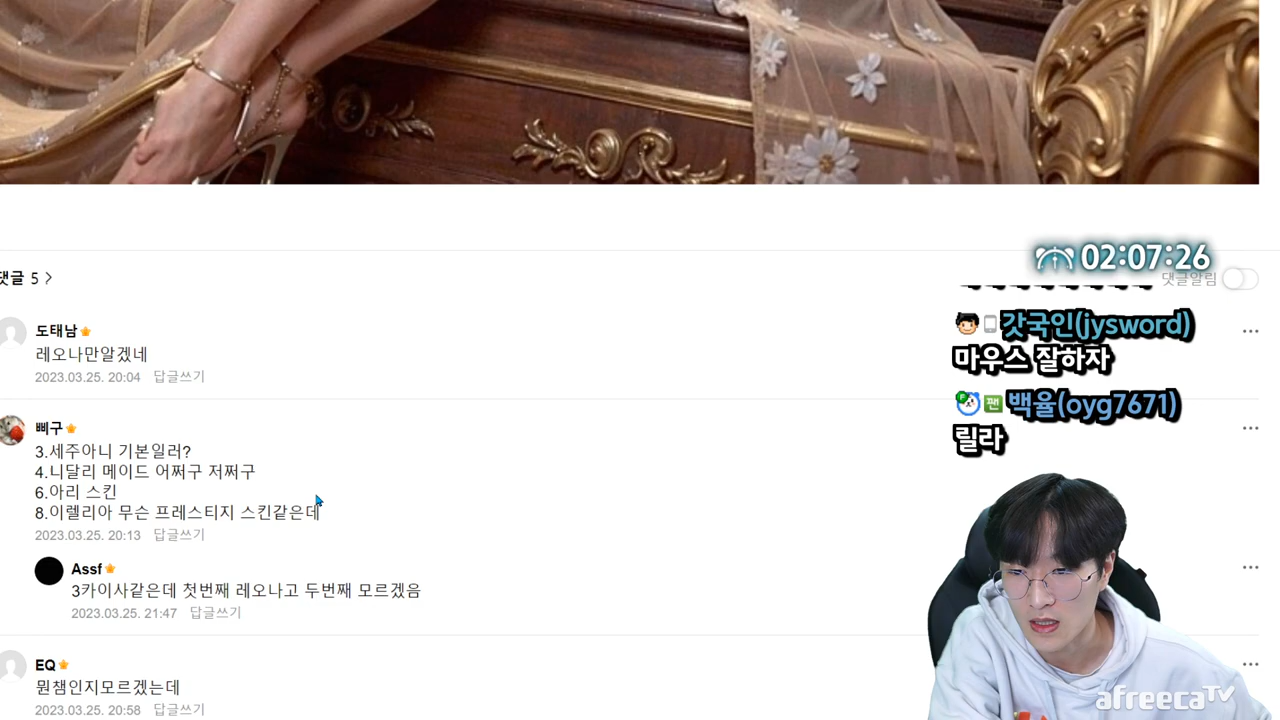 댓글 5
02:07:26
댓글알림
도태남
레오나만알겠네
2023.03.25. 20:04 답글쓰기
갓국인(jysword)
마우스 잘하자
백율(oyg7671)
릴라
삐구
3.세주아니 기본일러?
4.니달리 메이드 어쩌구 저쩌구
6.아리 스킨
8.이렐리아 무슨 프레스티지 스킨같은데
2023.03.25. 20:13 답글쓰기
Assf
3카이사같은데 첫번째 레오나고 두번째 모르겠음
2023.03.25. 21:47 답글쓰기
EQ
뭔챔인지모르겠는데
2023.03.25. 20:58 답글쓰기
afreecaTV